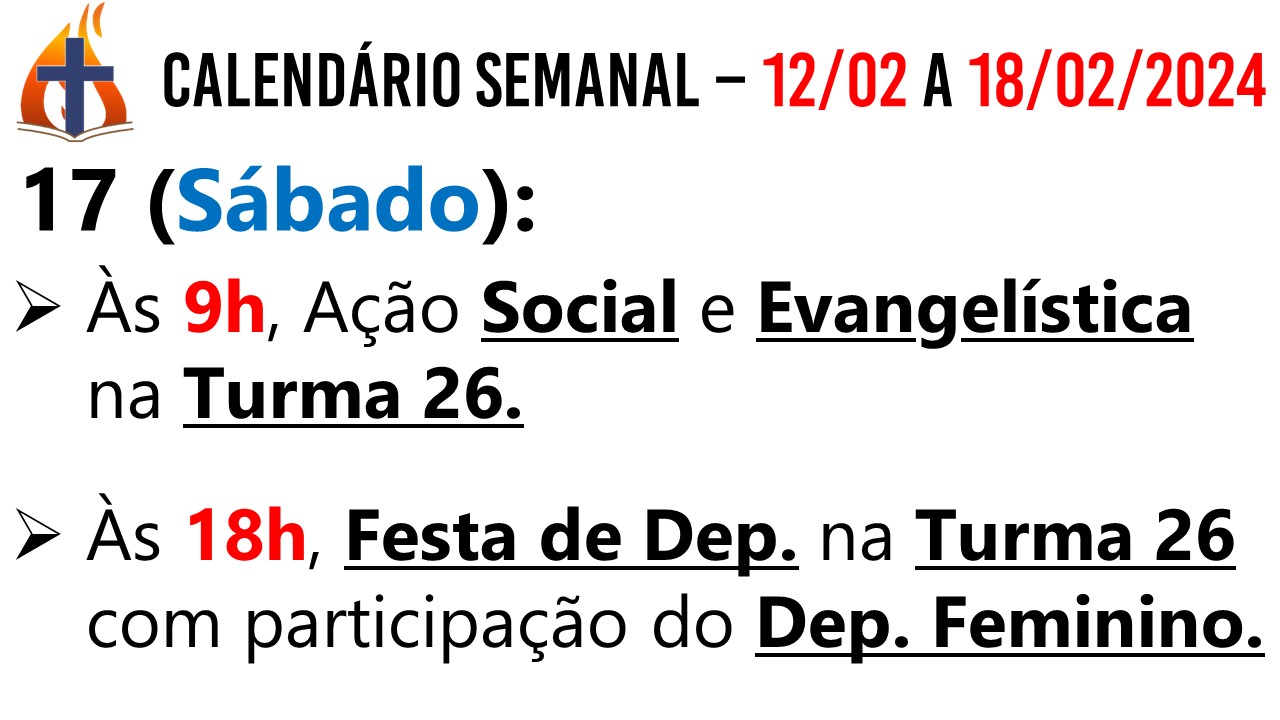 CALENDÁRIO SEMANAL – 12/02 A 18/02/2024
17 (Sábado):
➢ Às 9h, Ação Social e Evangelística
na Turma 26.
➢ Às 18h, Festa de Dep. na Turma 26
com participação do Dep. Feminino.